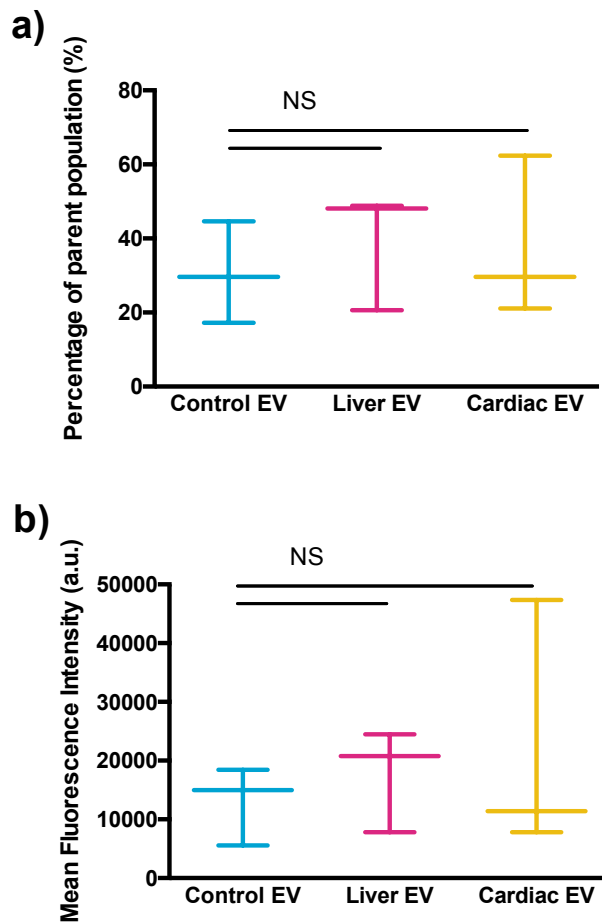 a)
Percentage of parent population (%)
NS
80
60
40
20
0
Control EV Liver EV Cardiac EV
b)
Mean Fluorescence Intensity (a.u.)
NS
50000
40000
30000
20000
10000
0
Control EV Liver EV Cardiac EV